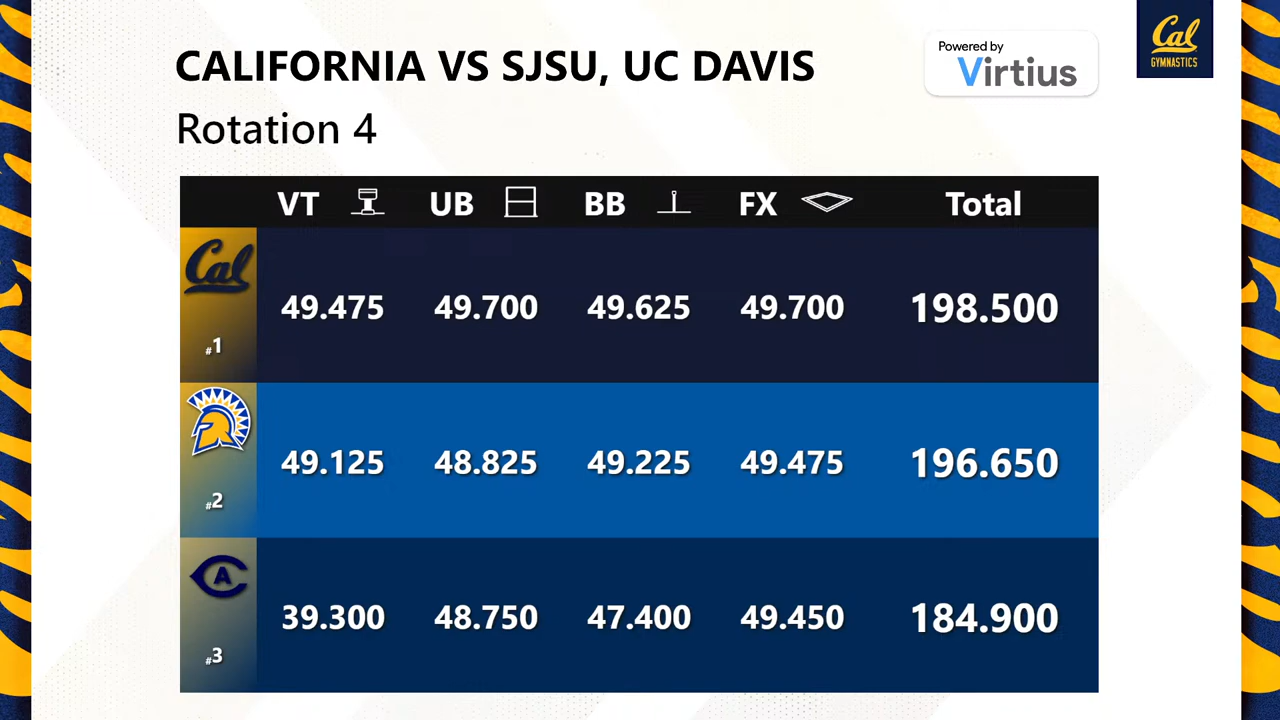 CALIFORNIA VS SJSU, UC DAVIS
Rotation 4
Powered by
Virtius
Cal
GYMNASTICS
VT UB BB FX Total
Cal
#1
49.475 49.700 49.625 49.700 198.500
#2
49.125 48.825 49.225 49.475 196.650
CA
#3
39.300 48.750 47.400 49.450 184.900